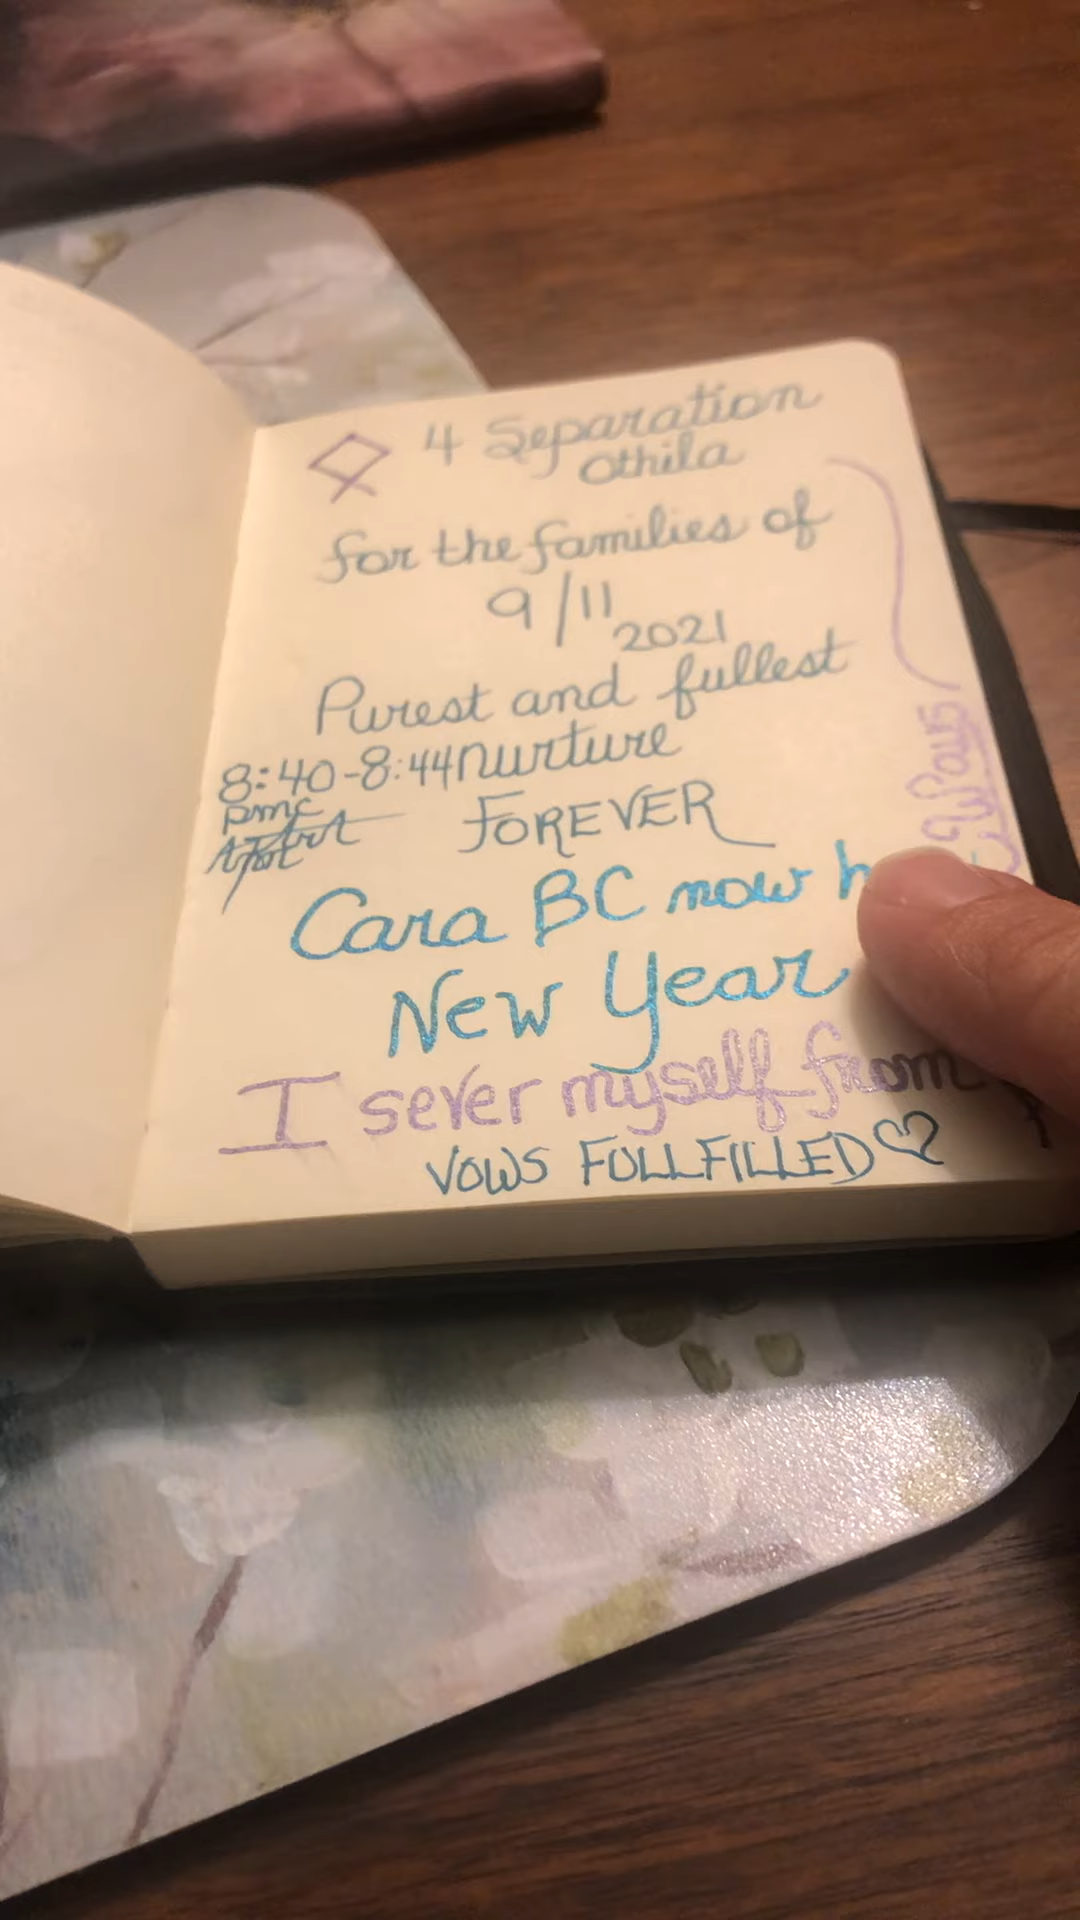 4 Separation
Othila
for the families of
9/11
2021
Purest and fullest
8:40-8:44 nurture
pmc
FOREVER
Cara BC now h
New Year
I sever myself from
VOWS FULLFILLED